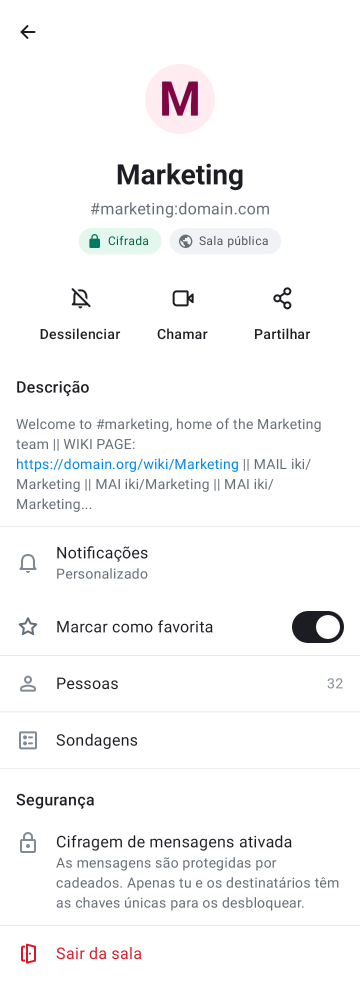 M
Marketing
#marketing:domain.com
Cifrada
Sala pública
Dessilenciar
Chamar
Partilhar
Descrição
Welcome to #marketing, home of the Marketing
team || WIKI PAGE:
https://domain.org/wiki/Marketing || MAIL iki/
Marketing || MAI iki/Marketing || MAI iki/
Marketing...
Notificações
Personalizado
Marcar como favorita
Pessoas 32
Sondagens
Segurança
Cifragem de mensagens ativada
As mensagens são protegidas por
cadeados. Apenas tu e os destinatários têm
as chaves únicas para os desbloquear.
Sair da sala